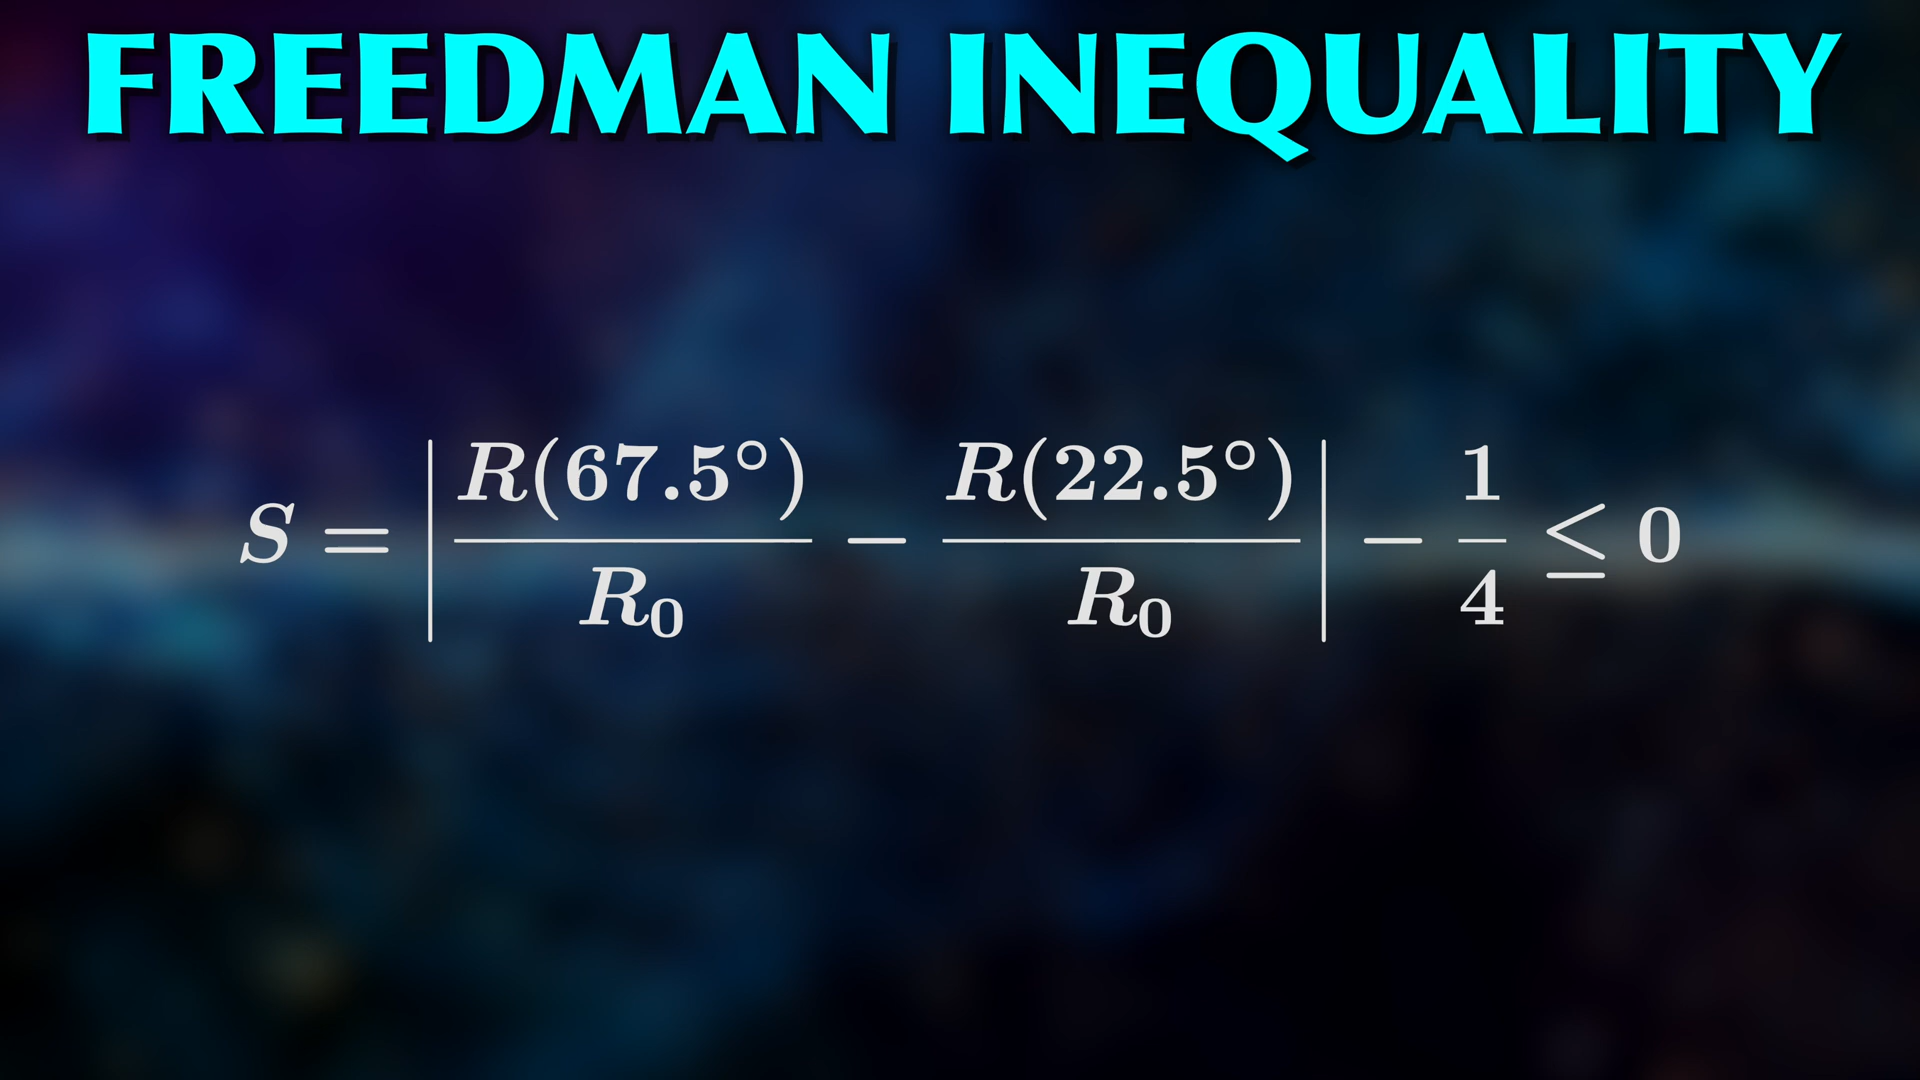 FREEDMAN INEQUALITY
S = | R(67.5°)/R₀ − R(22.5°)/R₀ | − 1/4 ≤ 0